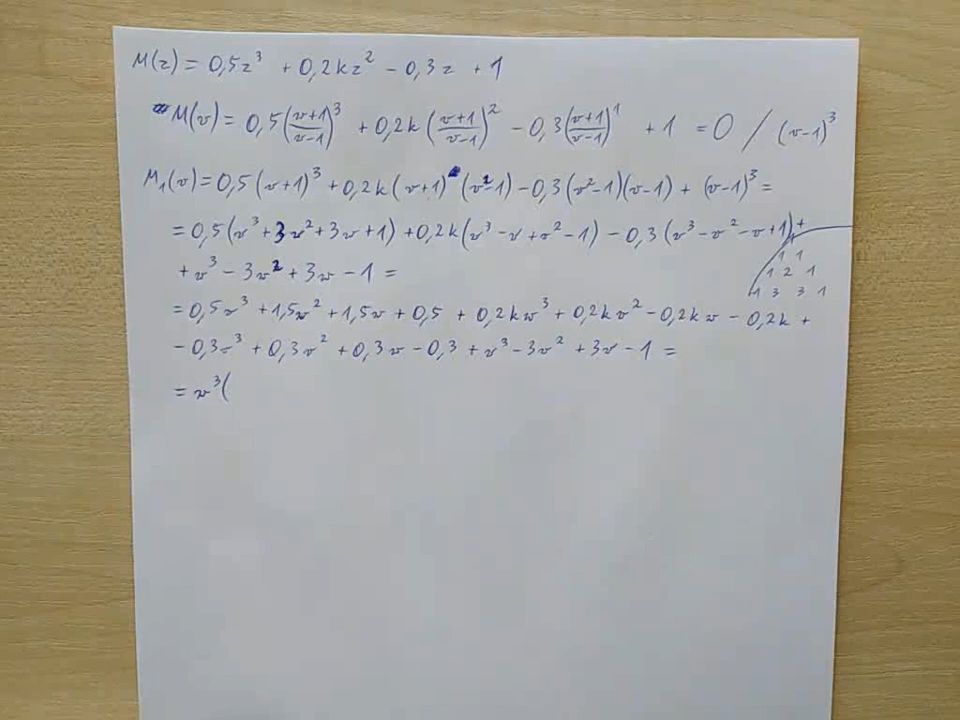 M(z) = 0,5z³ + 0,2kz² - 0,3z + 1
M(v) = 0,5((v+1)/(v-1))³ + 0,2k((v+1)/(v-1))² - 0,3((v+1)/(v-1))¹ + 1 = 0 / (v-1)³
M₁(v) = 0,5(v+1)³ + 0,2k(v+1)(v²-1) - 0,3(v²-1)(v-1) + (v-1)³ =
= 0,5(v³+3v²+3v+1) + 0,2k(v³-v+v²-1) - 0,3(v³-v²-v+1) +
+ v³ - 3v² + 3v - 1 =
1
1 1
1 2 1
1 3 3 1
= 0,5v³ + 1,5v² + 1,5v + 0,5 + 0,2kv³ + 0,2kv² - 0,2kv - 0,2k +
- 0,3v³ + 0,3v² + 0,3v - 0,3 + v³ - 3v² + 3v - 1 =
= v³(